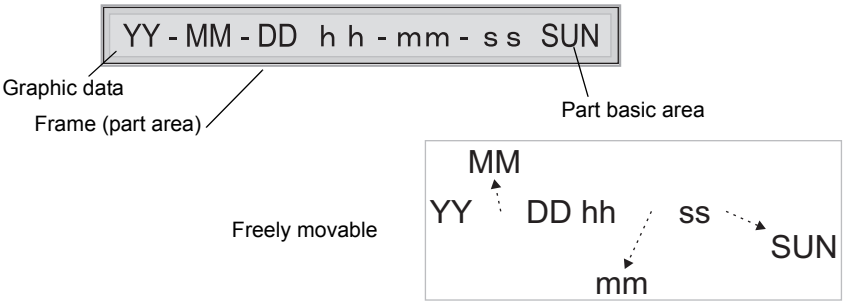 YY - MM - DD h h - mm - s s SUN
Graphic data
Frame (part area)
Part basic area
MM
YY DD hh ss
Freely movable
SUN
mm